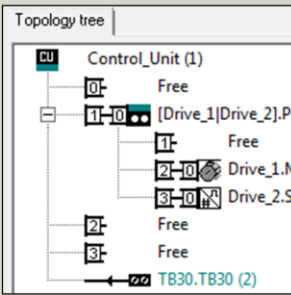 Topology tree
CU Control_Unit (1)
0 Free
1 0 [Drive_1|Drive_2].P
1 Free
2 0 Drive_1.M
3 0 Drive_2.S
2 Free
3 Free
TB30.TB30 (2)